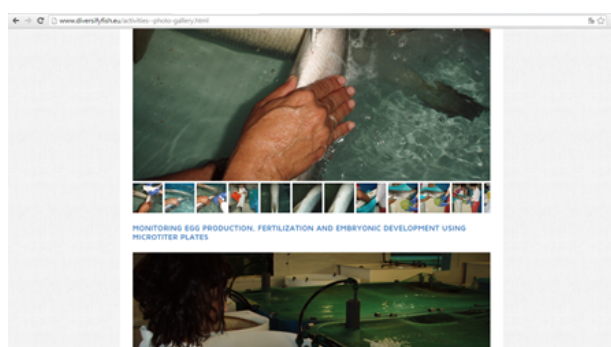 www.diversifyfish.eu/activities--photo-gallery.html
MONITORING EGG PRODUCTION, FERTILIZATION AND EMBRYONIC DEVELOPMENT USING
MICROTITER PLATES